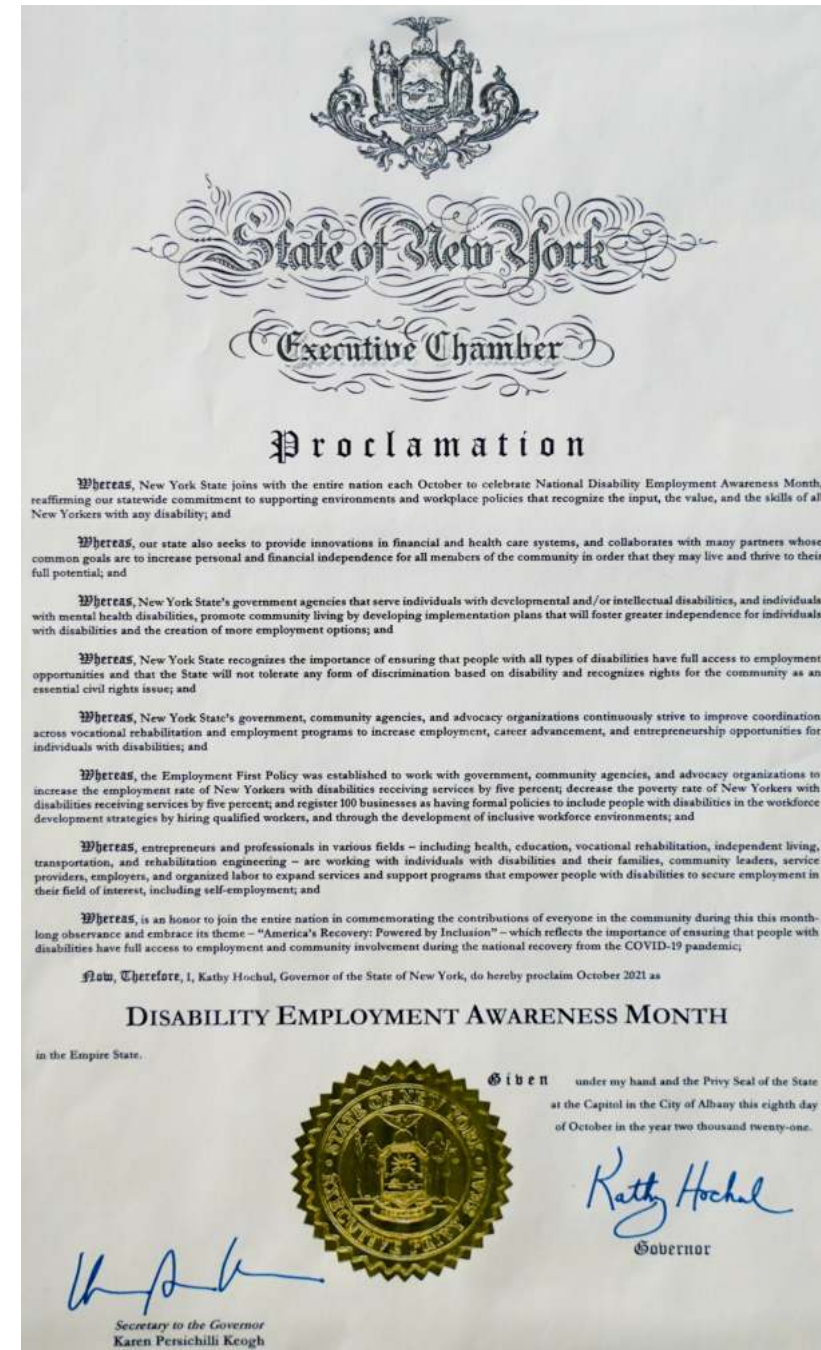 State of New York
Executive Chamber
Proclamation
Whereas, New York State joins with the entire nation each October to celebrate National Disability Employment Awareness Month,
reaffirming our statewide commitment to supporting environments and workplace policies that recognize the input, the value, and the skills of all
New Yorkers with any disability; and
Whereas, our state also seeks to provide innovations in financial and health care systems, and collaborates with many partners whose
common goals are to increase personal and financial independence for all members of the community in order that they may live and thrive to their
full potential; and
Whereas, New York State's government agencies that serve individuals with developmental and/or intellectual disabilities, and individuals
with mental health disabilities, promote community living by developing implementation plans that will foster greater independence for individuals
with disabilities and the creation of more employment options; and
Whereas, New York State recognizes the importance of ensuring that people with all types of disabilities have full access to employment
opportunities and that the State will not tolerate any form of discrimination based on disability and recognizes rights for the community as an
essential civil rights issue; and
Whereas, New York State's government, community agencies, and advocacy organizations continuously strive to improve coordination
across vocational rehabilitation and employment programs to increase employment, career advancement, and entrepreneurship opportunities for
individuals with disabilities; and
Whereas, the Employment First Policy was established to work with government, community agencies, and advocacy organizations to
increase the employment rate of New Yorkers with disabilities receiving services by five percent; decrease the poverty rate of New Yorkers with
disabilities receiving services by five percent; and register 100 businesses as having formal policies to include people with disabilities in the workforce
development strategies by hiring qualified workers, and through the development of inclusive workforce environments; and
Whereas, entrepreneurs and professionals in various fields – including health, education, vocational rehabilitation, independent living,
transportation, and rehabilitation engineering – are working with individuals with disabilities and their families, community leaders, service
providers, employers, and organized labor to expand services and support programs that empower people with disabilities to secure employment in
their field of interest, including self-employment; and
Whereas, is an honor to join the entire nation in commemorating the contributions of everyone in the community during this this month-
long observance and embrace its theme – "America's Recovery: Powered by Inclusion" – which reflects the importance of ensuring that people with
disabilities have full access to employment and community involvement during the national recovery from the COVID-19 pandemic;
Now, Therefore, I, Kathy Hochul, Governor of the State of New York, do hereby proclaim October 2021 as
DISABILITY EMPLOYMENT AWARENESS MONTH
in the Empire State.
Given under my hand and the Privy Seal of the State
at the Capitol in the City of Albany this eighth day
of October in the year two thousand twenty-one.
STATE OF NEW YORK
EXECUTIVE PRIVY SEAL
Kathy Hochul
Governor
Secretary to the Governor
Karen Persichilli Keogh